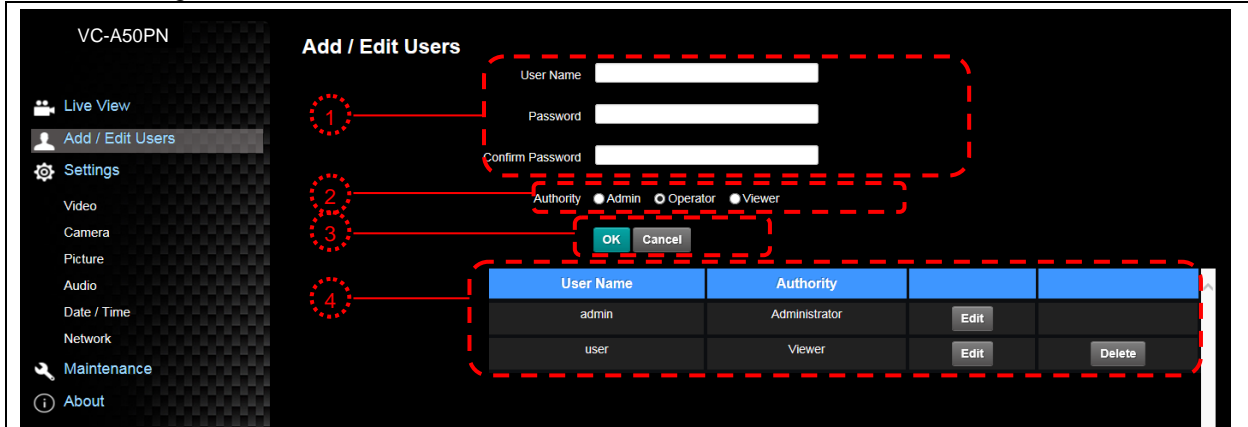 VC-A50PN
Live View
Add / Edit Users
Settings
Video
Camera
Picture
Audio
Date / Time
Network
Maintenance
About
Add / Edit Users
1
User Name
Password
Confirm Password
2
Authority Admin Operator Viewer
3
OK Cancel
4
User Name Authority
admin Administrator Edit
user Viewer Edit Delete